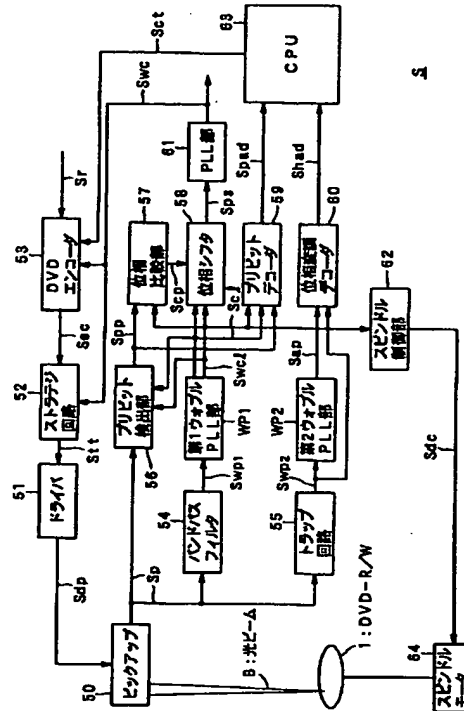 S
63
CPU
Sct
Swc
Spad
Shad
61
PLL部
Sr
Sps
53
DVD
エンコーダ
57
位相
比較部
58
位相シフタ
59
プリピット
デコーダ
60
位相変調
デコーダ
Scp
Sec
Spp
Swcl
Sap
62
スピンドル
制御部
52
ストラテジ
回路
56
プリピット
検出部
第1ウォブル
PLL部
WP1
第2ウォブル
PLL部
WP2
Stt
Swp1
Swp2
51
ドライバ
54
バンドパス
フィルタ
55
トラップ
回路
Sdc
Sdp
Sp
50
ピックアップ
B:光ビーム
1:DVD-R/W
64
スピンドル
モータ